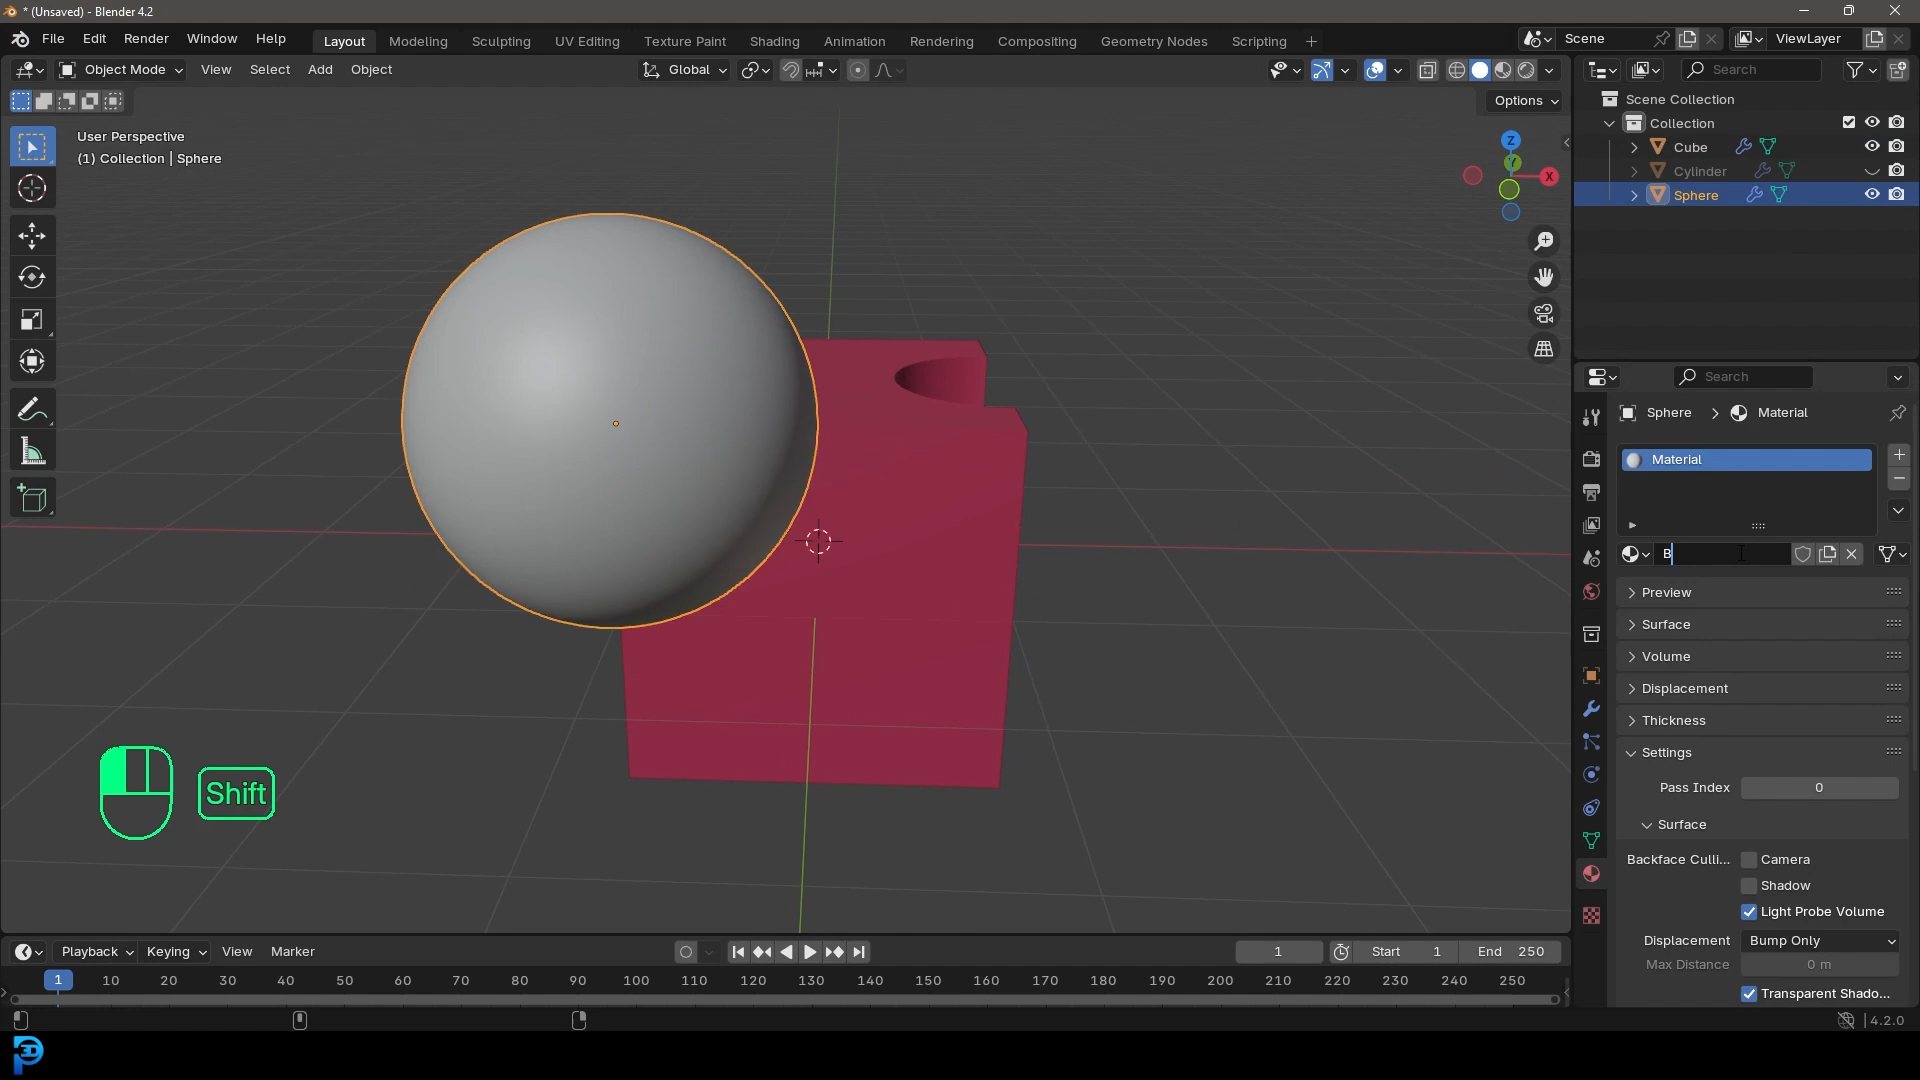 * (Unsaved) - Blender 4.2
File Edit Render Window Help
Layout Modeling Sculpting UV Editing Texture Paint Shading Animation Rendering Compositing Geometry Nodes Scripting +
Scene
ViewLayer
Object Mode View Select Add Object
Global
Search
Options
User Perspective
(1) Collection | Sphere
Z
Y
X
Scene Collection
Collection
Cube
Cylinder
Sphere
Search
Sphere > Material
Material
B
Preview
Surface
Volume
Displacement
Thickness
Settings
Pass Index 0
Surface
Backface Culli... Camera
Shadow
Light Probe Volume
Displacement Bump Only
Max Distance 0 m
Transparent Shado...
Shift
Playback Keying View Marker
1
Start 1
End 250
1 10 20 30 40 50 60 70 80 90 100 110 120 130 140 150 160 170 180 190 200 210 220 230 240 250
4.2.0
3D